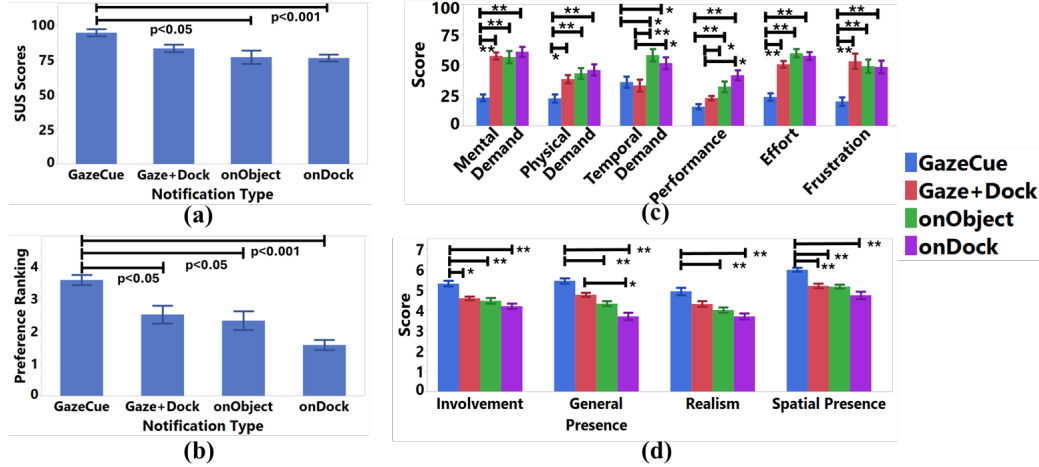 SUS Scores
100
75
50
25
0
p<0.001
p<0.05
GazeCue
Gaze+Dock
onObject
onDock
Notification Type
(a)
Preference Ranking
4
3
2
1
0
p<0.001
p<0.05
p<0.05
GazeCue
Gaze+Dock
onObject
onDock
Notification Type
(b)
Score
100
75
50
25
0
**
**
**
**
**
*
*
*
*
**
*
**
**
*
*
**
**
**
**
**
**
Mental Demand
Physical Demand
Temporal Demand
Performance
Effort
Frustration
(c)
Score
7
6
5
4
3
2
1
0
**
**
*
**
**
*
**
**
**
**
**
Involvement
General Presence
Realism
Spatial Presence
(d)
GazeCue
Gaze+Dock
onObject
onDock